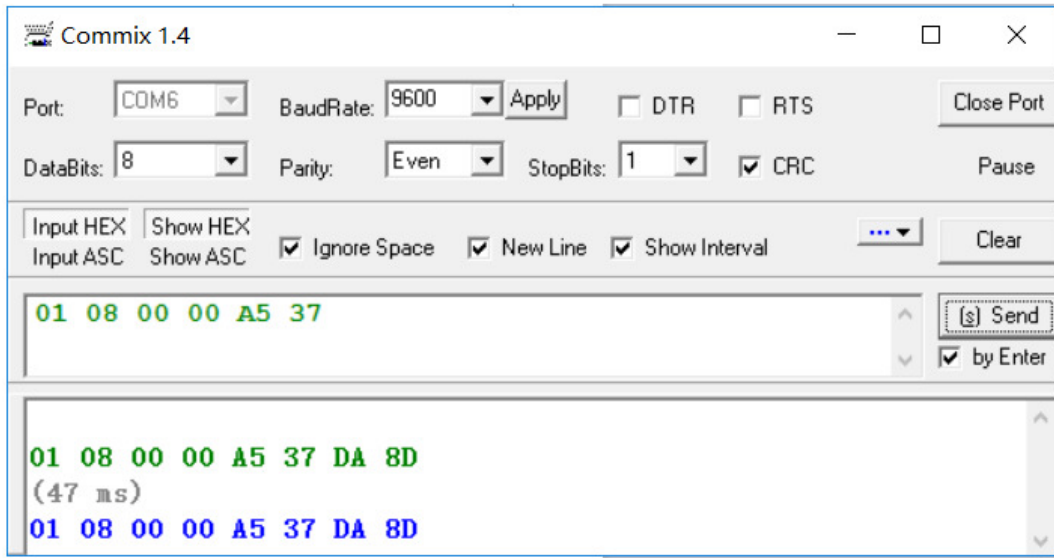 Commix 1.4
Port: COM6 BaudRate: 9600 Apply DTR RTS Close Port
DataBits: 8 Parity: Even StopBits: 1 CRC Pause
Input HEX Show HEX
Input ASC Show ASC Ignore Space New Line Show Interval ... Clear
01 08 00 00 A5 37 (s) Send
by Enter
01 08 00 00 A5 37 DA 8D
(47 ms)
01 08 00 00 A5 37 DA 8D